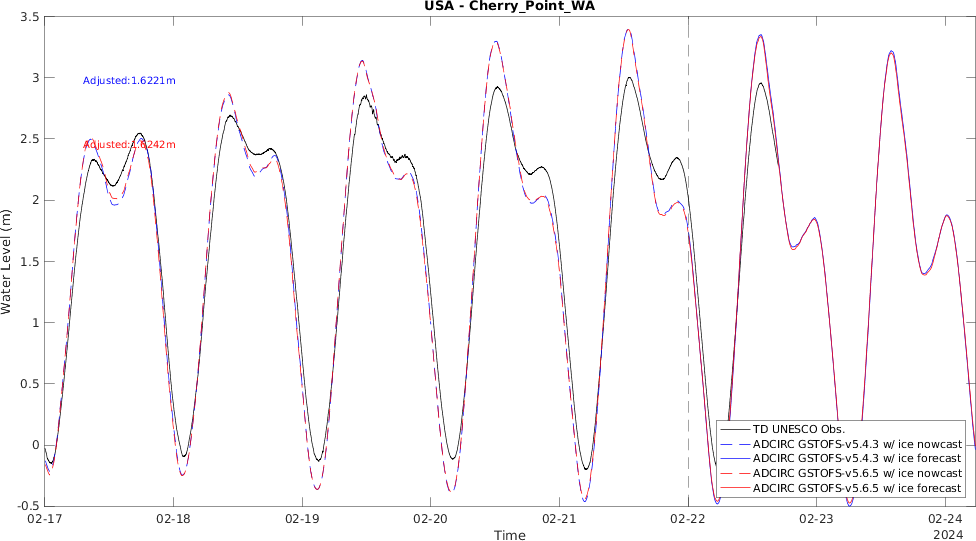 USA - Cherry_Point_WA
3.5
3
2.5
2
1.5
1
0.5
0
-0.5
Water Level (m)
Adjusted:1.6221m
Adjusted:1.6242m
TD UNESCO Obs.
ADCIRC GSTOFS-v5.4.3 w/ ice nowcast
ADCIRC GSTOFS-v5.4.3 w/ ice forecast
ADCIRC GSTOFS-v5.6.5 w/ ice nowcast
ADCIRC GSTOFS-v5.6.5 w/ ice forecast
02-17 02-18 02-19 02-20 02-21 02-22 02-23 02-24
Time
2024